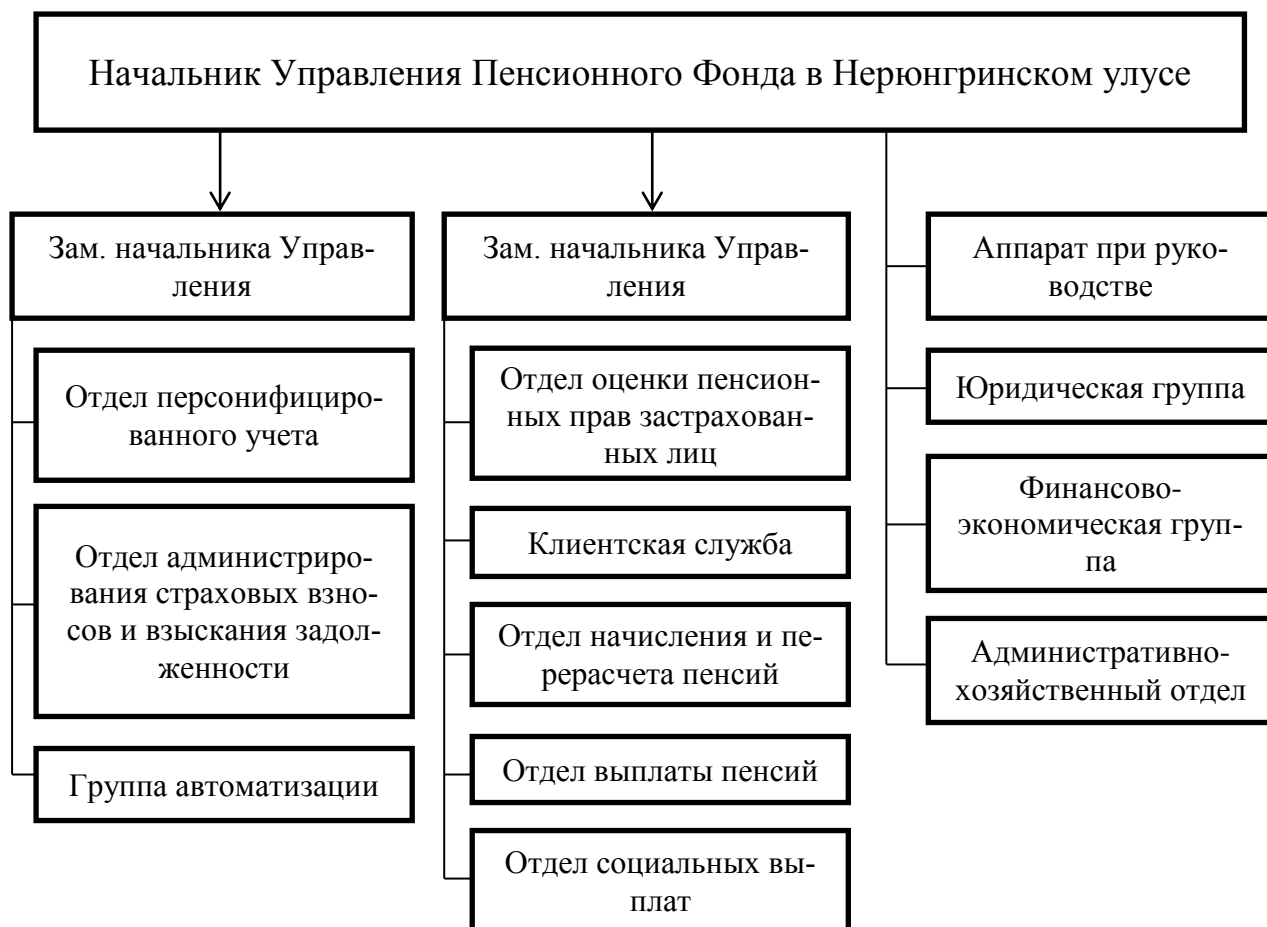 Начальник Управления Пенсионного Фонда в Нерюнгринском улусе
Зам. начальника Управ-
ления
Отдел персонифициро-
ванного учета
Отдел администриро-
вания страховых взно-
сов и взыскания задол-
женности
Группа автоматизации
Зам. начальника Управ-
ления
Отдел оценки пенсион-
ных прав застрахован-
ных лиц
Клиентская служба
Отдел начисления и пе-
рерасчета пенсий
Отдел выплаты пенсий
Отдел социальных вы-
плат
Аппарат при руко-
водстве
Юридическая группа
Финансово-
экономическая груп-
па
Административно-
хозяйственный отдел